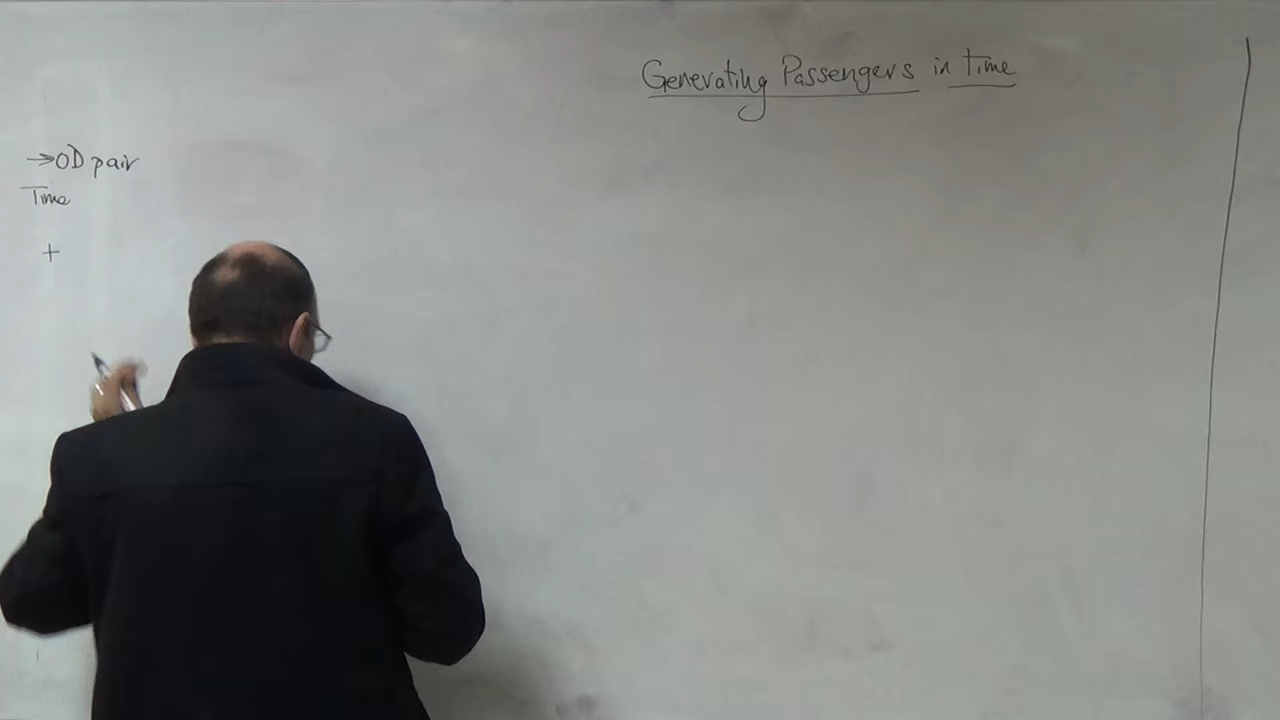 Generating Passengers in time
→OD pair
Time
+